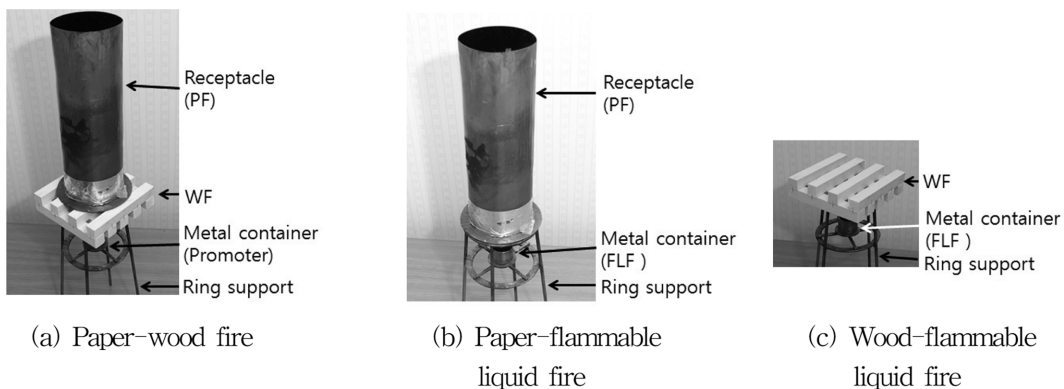 Receptacle
(PF)
WF
Metal container
(Promoter)
Ring support
(a) Paper-wood fire
Receptacle
(PF)
Metal container
(FLF )
Ring support
(b) Paper-flammable
liquid fire
WF
Metal container
(FLF )
Ring support
(c) Wood-flammable
liquid fire